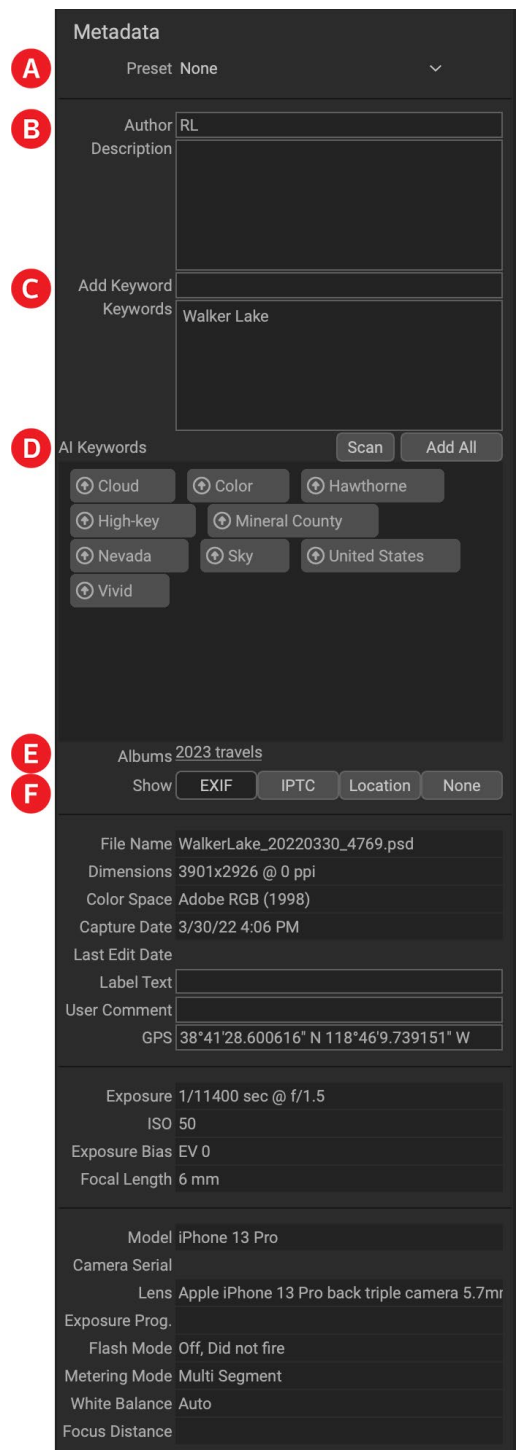 Metadata
A
Preset None
B
Author RL
Description
C
Add Keyword
Keywords Walker Lake
D
AI Keywords Scan Add All
Cloud Color Hawthorne
High-key Mineral County
Nevada Sky United States
Vivid
E
Albums 2023 travels
F
Show EXIF IPTC Location None
File Name WalkerLake_20220330_4769.psd
Dimensions 3901x2926 @ 0 ppi
Color Space Adobe RGB (1998)
Capture Date 3/30/22 4:06 PM
Last Edit Date
Label Text
User Comment
GPS 38°41'28.600616" N 118°46'9.739151" W
Exposure 1/11400 sec @ f/1.5
ISO 50
Exposure Bias EV 0
Focal Length 6 mm
Model iPhone 13 Pro
Camera Serial
Lens Apple iPhone 13 Pro back triple camera 5.7mm
Exposure Prog.
Flash Mode Off, Did not fire
Metering Mode Multi Segment
White Balance Auto
Focus Distance